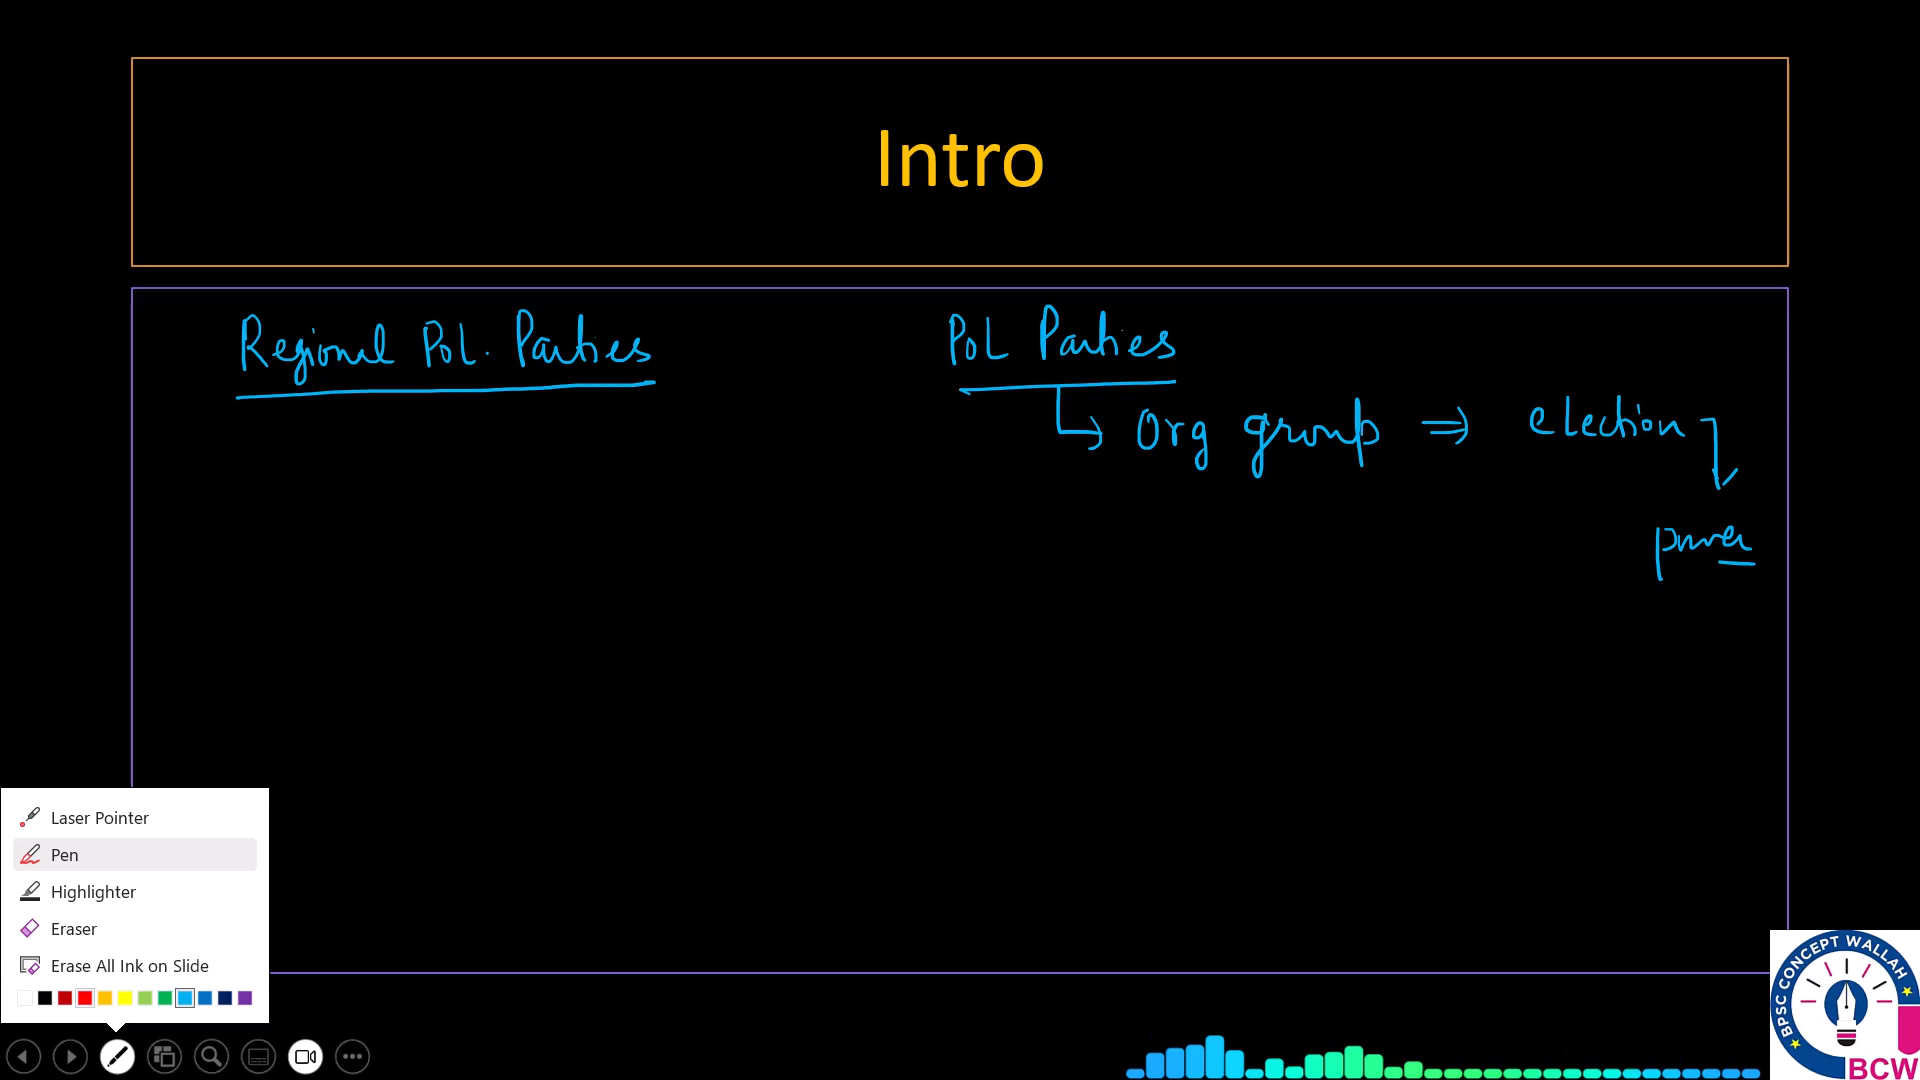 Intro
Regional Pol. Parties
Pol Parties
Org group ⇒ election
power
Laser Pointer
Pen
Highlighter
Eraser
Erase All Ink on Slide
BPSC CONCEPT WALLAH
BCW